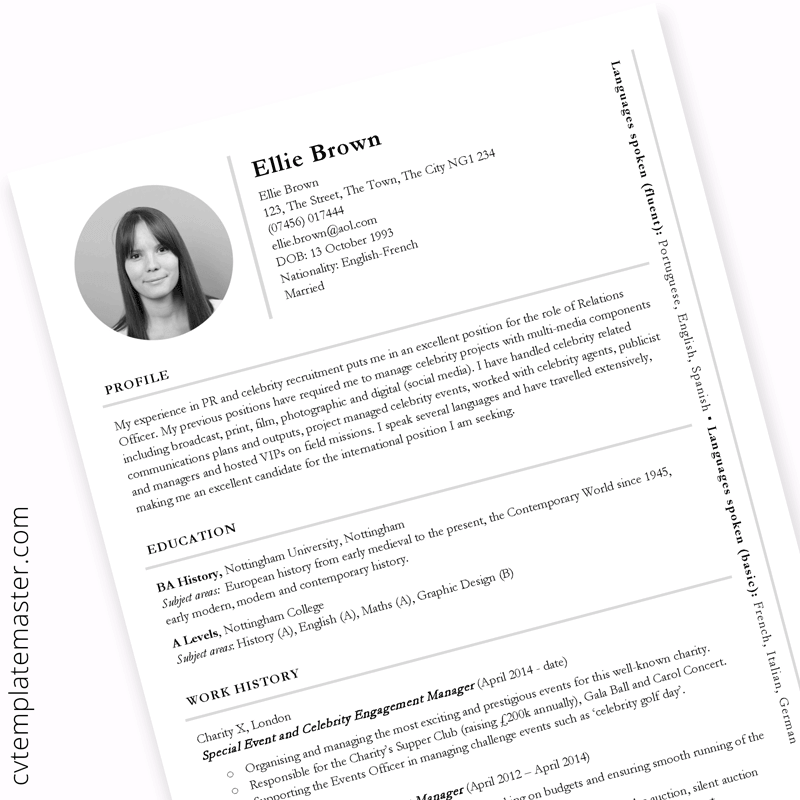 Ellie Brown
Ellie Brown
123, The Street, The Town, The City NG1 234
(07456) 017444
ellie.brown@aol.com
DOB: 13 October 1993
Nationality: English-French
Married
PROFILE
My experience in PR and celebrity recruitment puts me in an excellent position for the role of Relations
Officer. My previous positions have required me to manage celebrity projects with multi-media components
including broadcast, print, film, photographic and digital (social media). I have handled celebrity related
communications plans and outputs, project managed celebrity events, worked with celebrity agents, publicist
and managers and hosted VIPs on field missions. I speak several languages and have travelled extensively,
making me an excellent candidate for the international position I am seeking.
EDUCATION
BA History, Nottingham University, Nottingham
Subject areas: European history from early medieval to the present, the Contemporary World since 1945,
early modern, modern and contemporary history.
A Levels, Nottingham College
Subject areas: History (A), English (A), Maths (A), Graphic Design (B)
WORK HISTORY
Charity X, London
Special Event and Celebrity Engagement Manager (April 2014 - date)
○ Organising and managing the most exciting and prestigious events for this well-known charity.
○ Responsible for the Charity's Supper Club (raising £200k annually), Gala Ball and Carol Concert.
○ Supporting the Events Officer in managing challenge events such as 'celebrity golf day'.
Manager (April 2012 – April 2014)
on budgets and ensuring smooth running of the
auction, silent auction
Languages spoken (fluent): Portuguese, English, Spanish • Languages spoken (basic): French, Italian, German
cvtemplatemaster.com